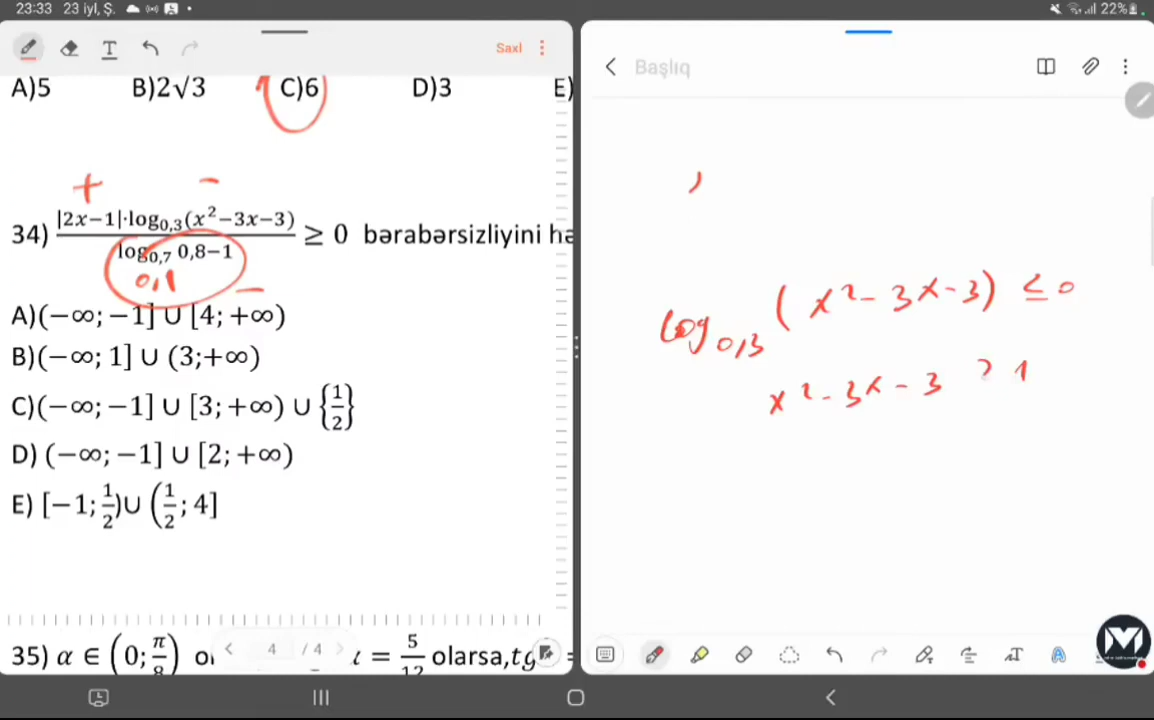 23:33 23 iyl, Ş. 22%
Saxl
Başlıq
A)5 B)2√3 C)6 D)3 E)
+ -
34) |2x−1|·log₀,₃(x²−3x−3) / log₀,₇ 0,8−1 ≥ 0 bərabərsizliyini hə
0,1 -
A)(−∞; −1] ∪ [4; +∞)
B)(−∞; 1] ∪ (3;+∞)
C)(−∞; −1] ∪ [3; +∞) ∪ {1/2}
D) (−∞; −1] ∪ [2; +∞)
E) [−1; 1/2)∪ (1/2; 4]
35) α ∈ (0; π/8) = 5/12 olarsa,tg =
4 / 4
log₀,₃ (x²-3x-3) ≤ 0
x²-3x-3 1
T
A
M